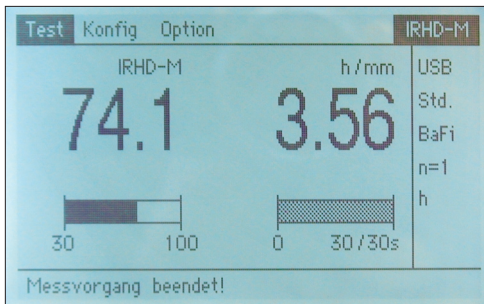 Test Konfig Option IRHD-M
IRHD-M h/mm
74.1 3.56
30 100 0 30/30s
USB
Std.
BaFi
n=1
h
Messvorgang beendet!